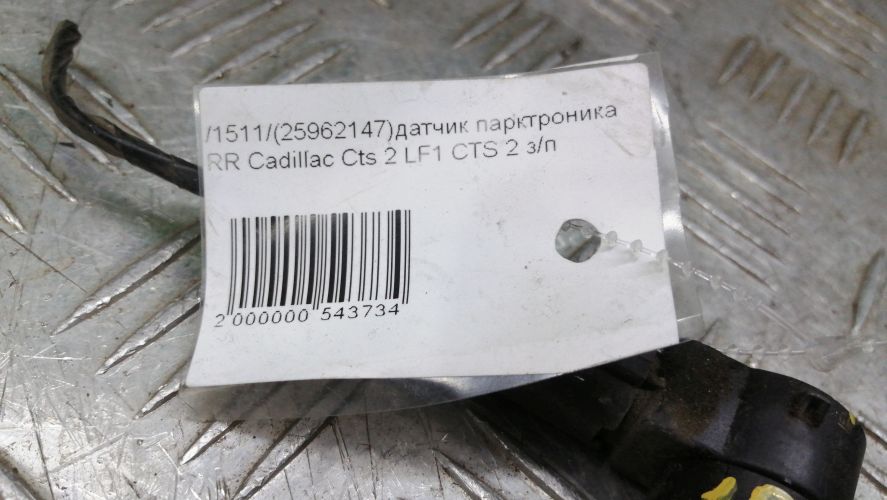 /1511/(25962147)датчик парктроника
RR Cadillac Cts 2 LF1 CTS 2 з/п
2 000000 543734